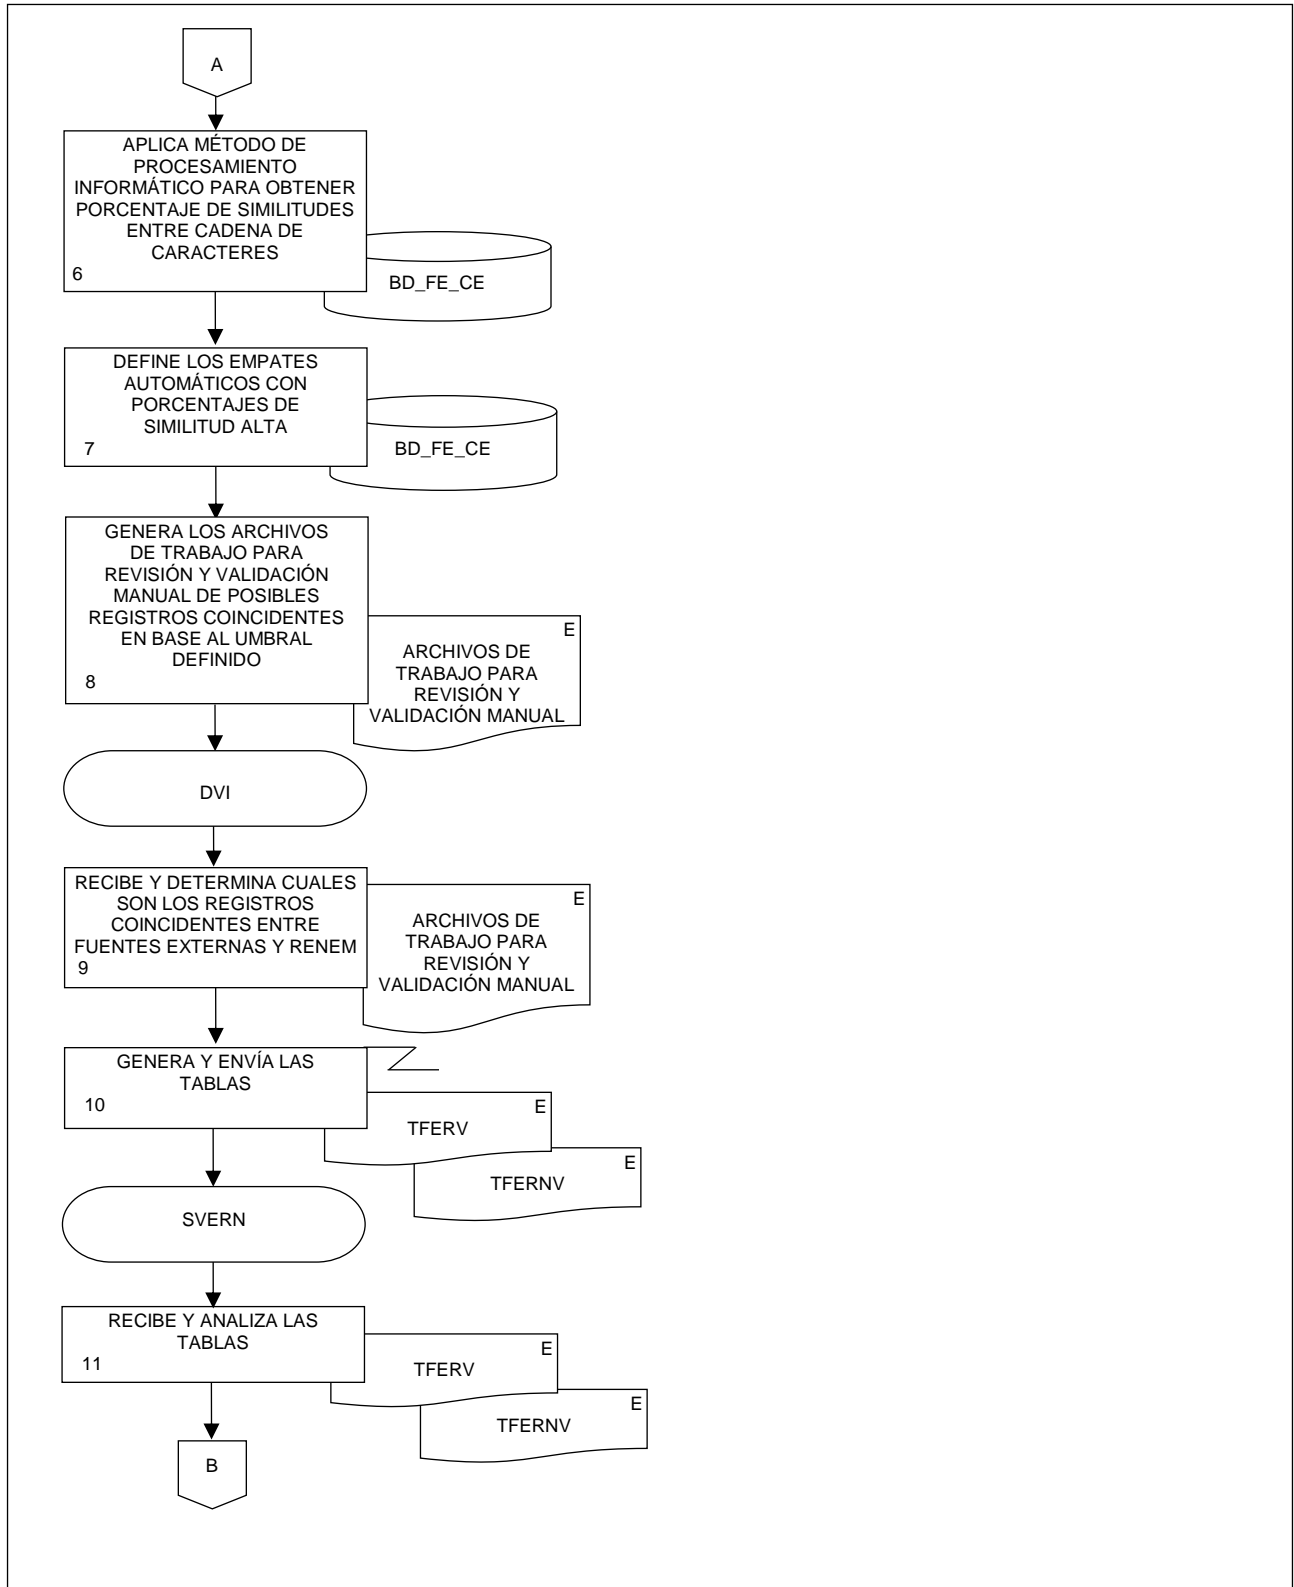 A
APLICA MÉTODO DE
PROCESAMIENTO
INFORMÁTICO PARA OBTENER
PORCENTAJE DE SIMILITUDES
ENTRE CADENA DE
CARACTERES
6
BD_FE_CE
DEFINE LOS EMPATES
AUTOMÁTICOS CON
PORCENTAJES DE
SIMILITUD ALTA
7
BD_FE_CE
GENERA LOS ARCHIVOS
DE TRABAJO PARA
REVISIÓN Y VALIDACIÓN
MANUAL DE POSIBLES
REGISTROS COINCIDENTES
EN BASE AL UMBRAL
DEFINIDO
8
E
ARCHIVOS DE
TRABAJO PARA
REVISIÓN Y
VALIDACIÓN MANUAL
DVI
RECIBE Y DETERMINA CUALES
SON LOS REGISTROS
COINCIDENTES ENTRE
FUENTES EXTERNAS Y RENEM
9
E
ARCHIVOS DE
TRABAJO PARA
REVISIÓN Y
VALIDACIÓN MANUAL
GENERA Y ENVÍA LAS
TABLAS
10
E
TFERV
E
TFERNV
SVERN
RECIBE Y ANALIZA LAS
TABLAS
11
E
TFERV
E
TFERNV
B